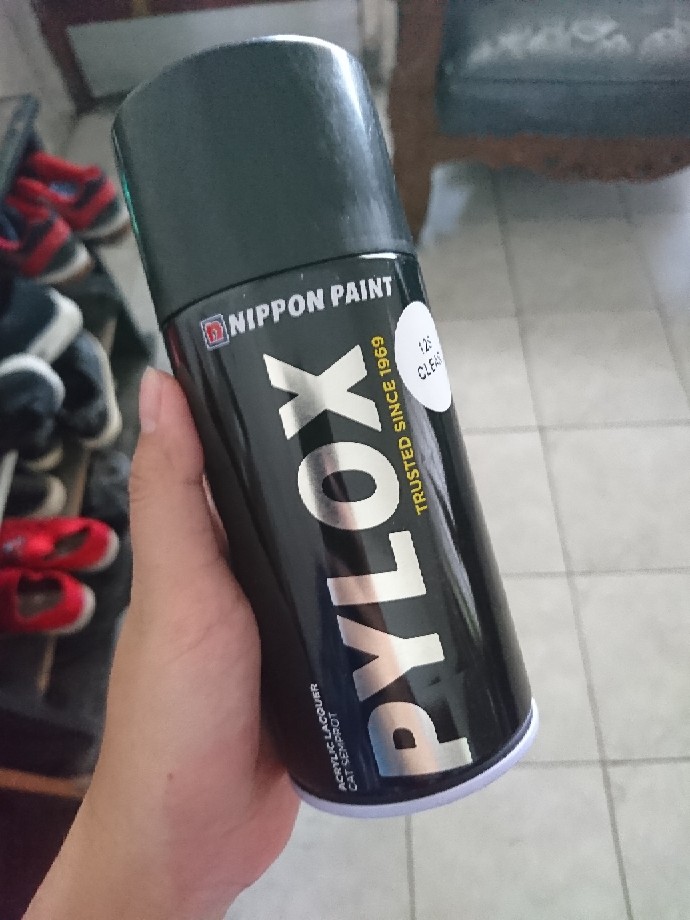 NIPPON PAINT
PYLOX
TRUSTED SINCE 1969
CLEAR
ACRYLIC LACQUER
CAT SEMPROT